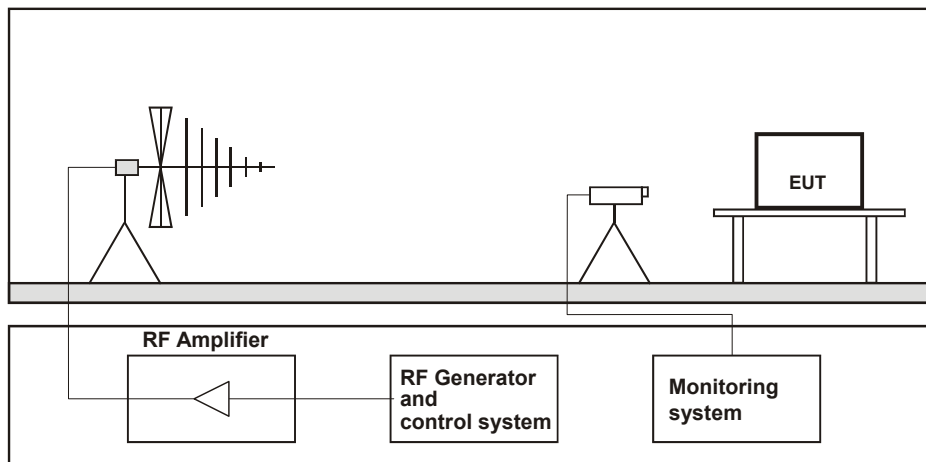 EUT
RF Amplifier
RF Generator
and
control system
Monitoring
system